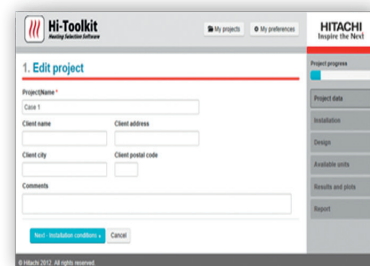 Hi-Toolkit
Heating Selection Software
My projects
My preferences
HITACHI
Inspire the Next
1. Edit project
Project|Name *
Case 1
Client name
Client address
Client city
Client postal code
Comments
Next - Installation conditions »
Cancel
Project progress
Project data
Installation
Design
Available units
Results and plots
Report
© Hitachi 2012. All rights reserved.